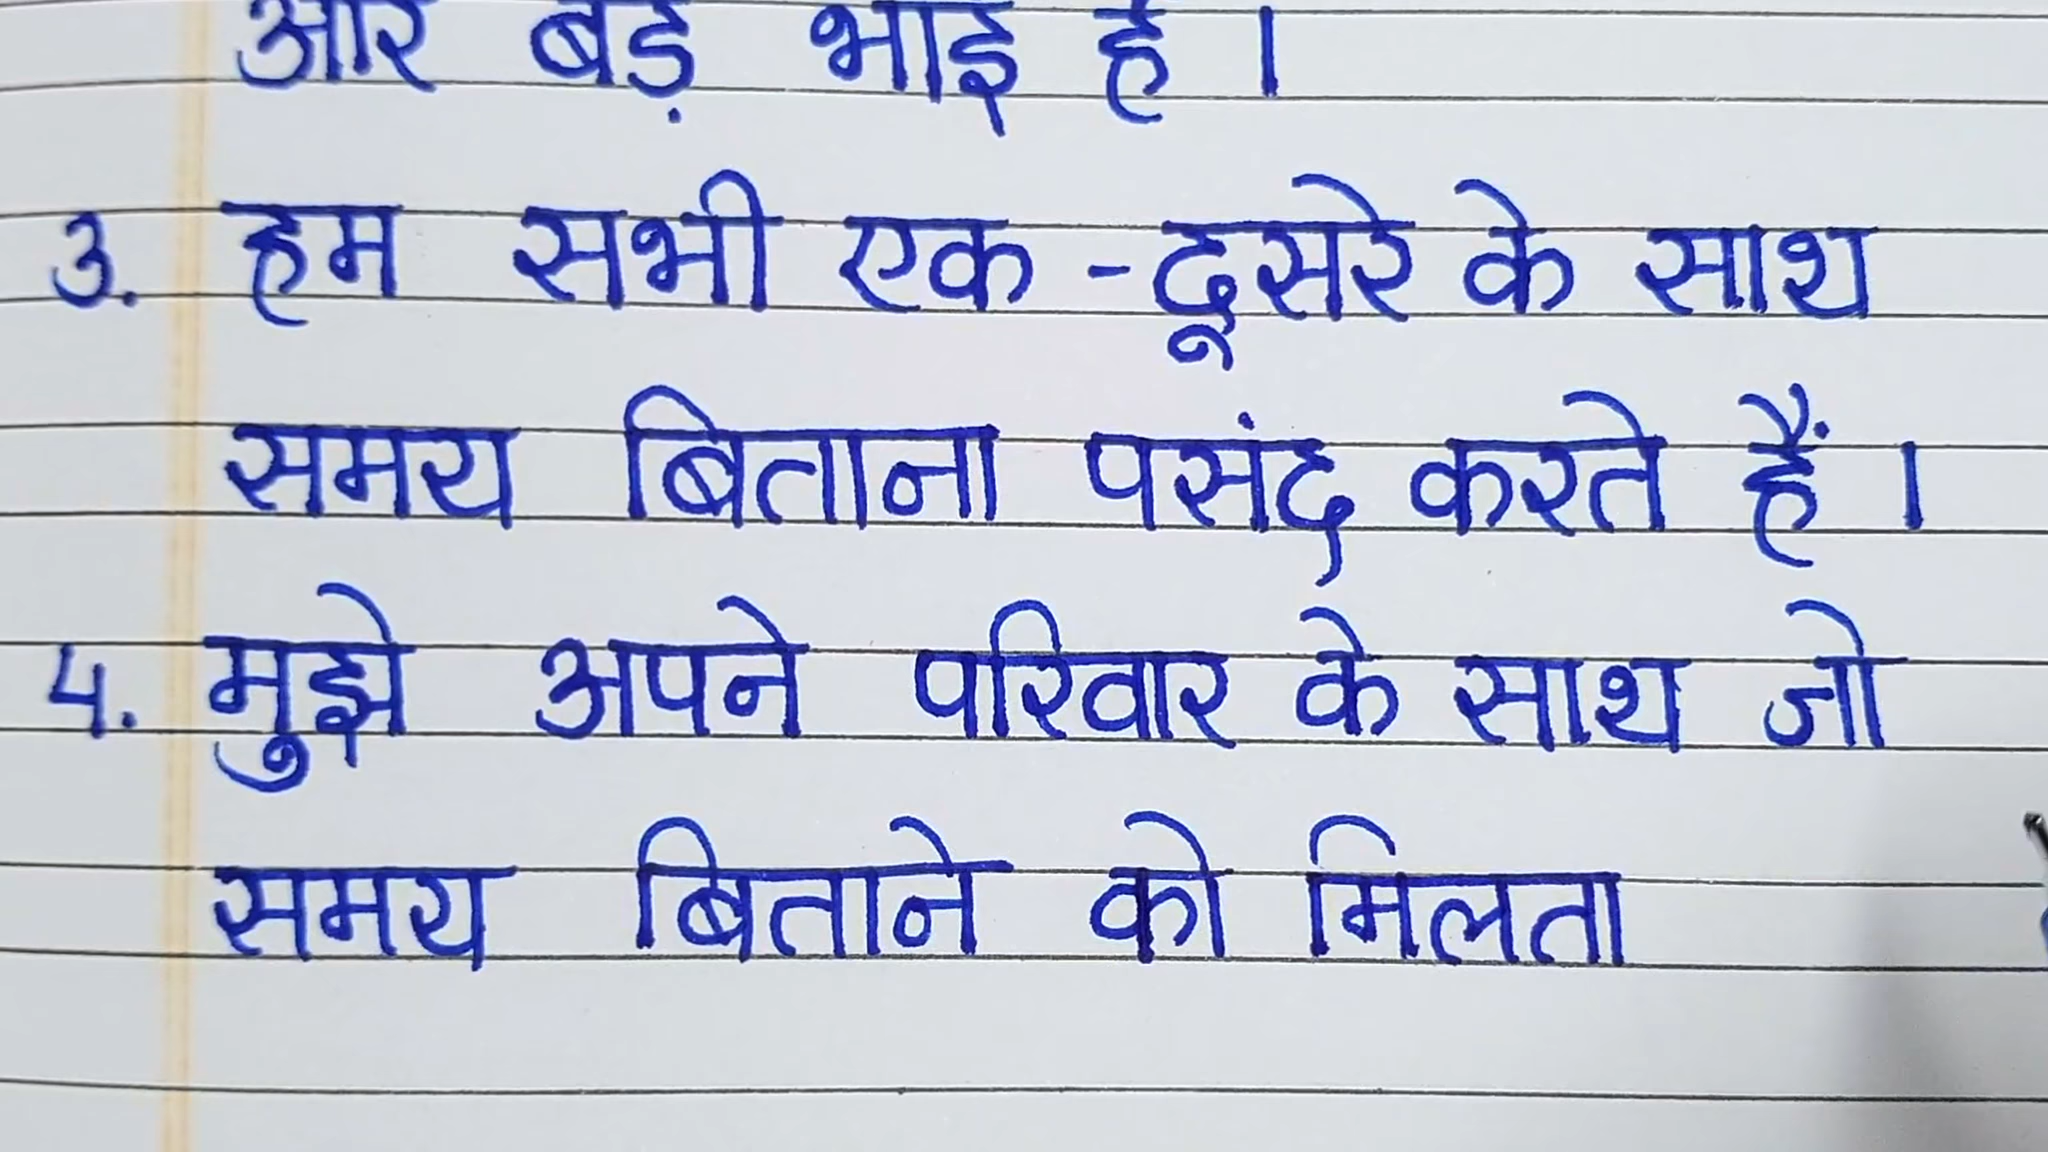 और बड़े भाई हैं ।
3. हम सभी एक - दूसरे के साथ
समय बिताना पसंद करते हैं ।
4. मुझे अपने परिवार के साथ जो
समय बिताने को मिलता